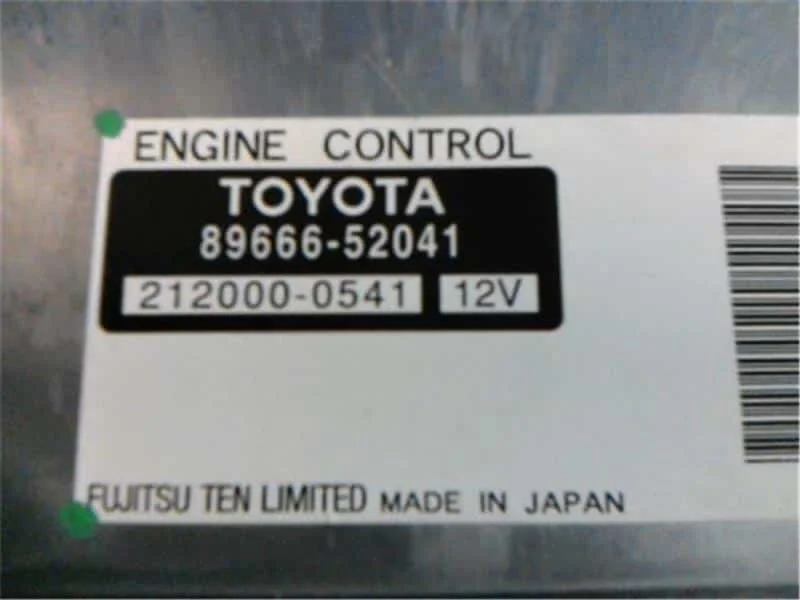 ENGINE CONTROL
TOYOTA
89666-52041
212000-0541 12V
FUJITSU TEN LIMITED MADE IN JAPAN